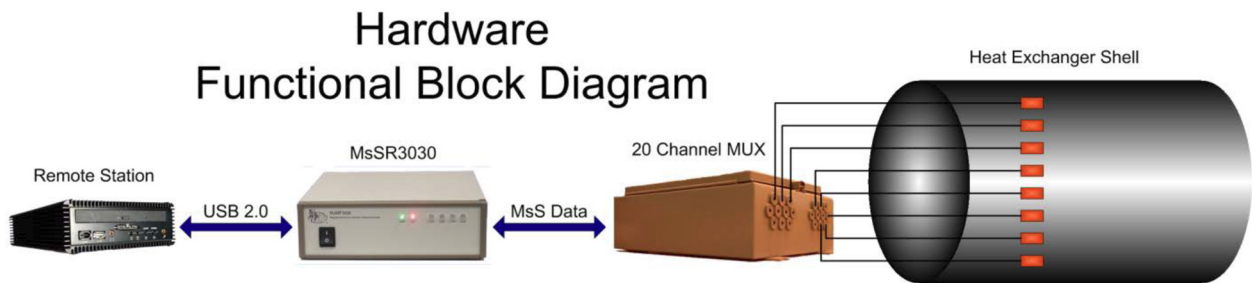 Hardware
Functional Block Diagram
Heat Exchanger Shell
MsSR3030
20 Channel MUX
Remote Station
USB 2.0
MsS Data